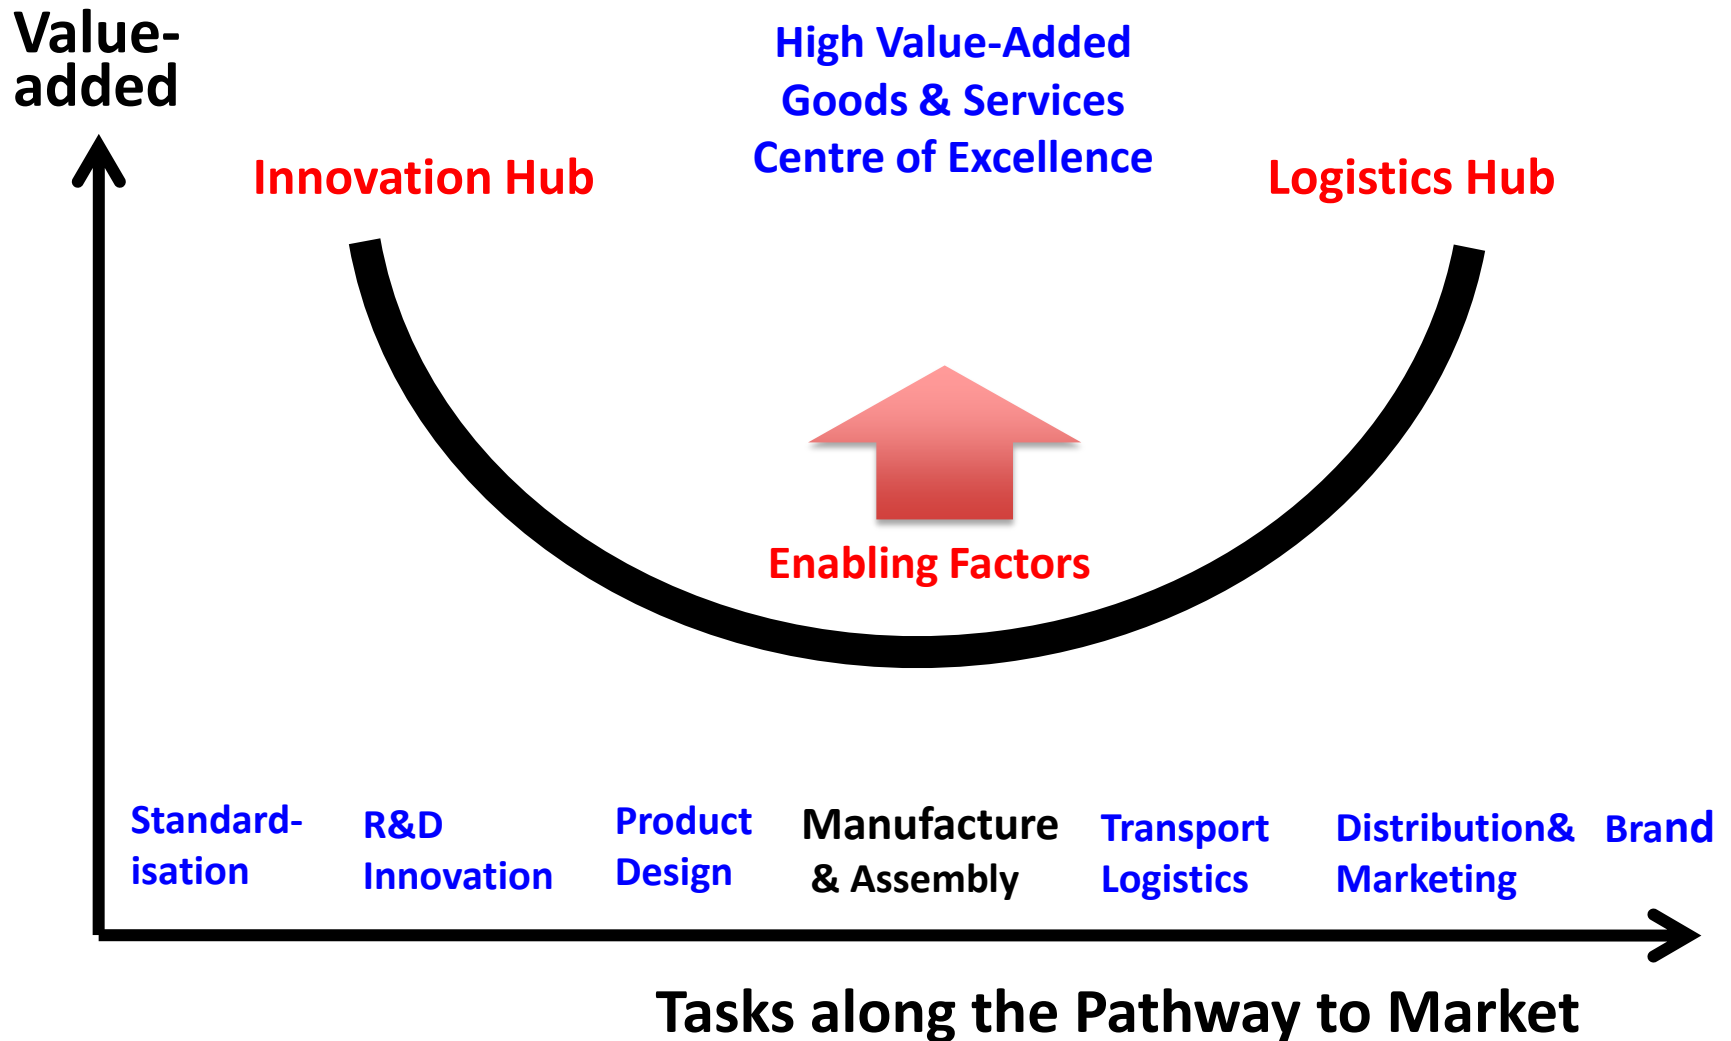 Value-
added
High Value-Added
Goods & Services
Centre of Excellence
Innovation Hub
Logistics Hub
Enabling Factors
Standard-
isation
R&D
Innovation
Product
Design
Manufacture
& Assembly
Transport
Logistics
Distribution&
Marketing
Brand
Tasks along the Pathway to Market